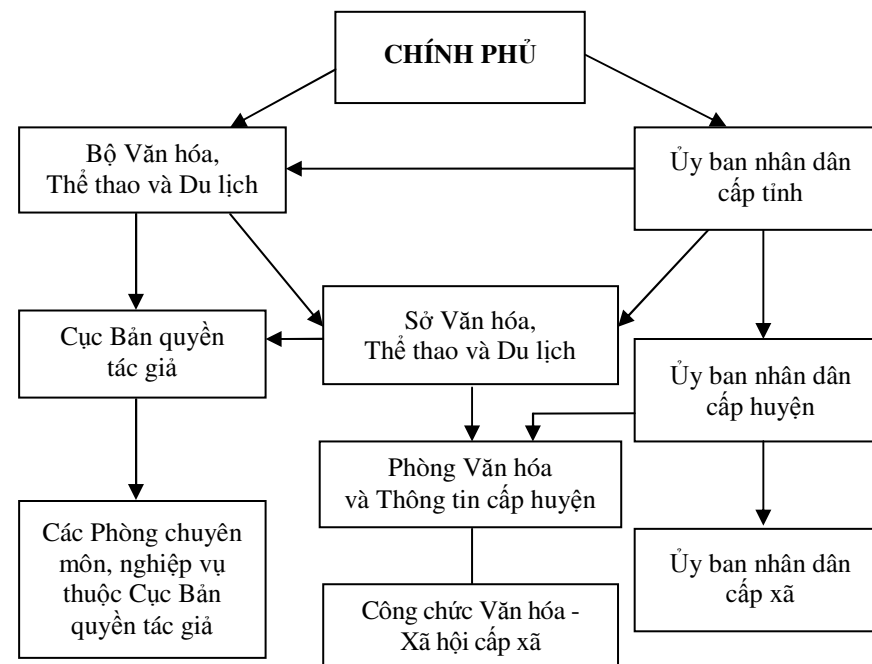 CHÍNH PHỦ
Bộ Văn hóa,
Thể thao và Du lịch
Ủy ban nhân dân
cấp tỉnh
Cục Bản quyền
tác giả
Sở Văn hóa,
Thể thao và Du lịch
Ủy ban nhân dân
cấp huyện
Phòng Văn hóa
và Thông tin cấp huyện
Các Phòng chuyên
môn, nghiệp vụ
thuộc Cục Bản
quyền tác giả
Công chức Văn hóa -
Xã hội cấp xã
Ủy ban nhân dân
cấp xã